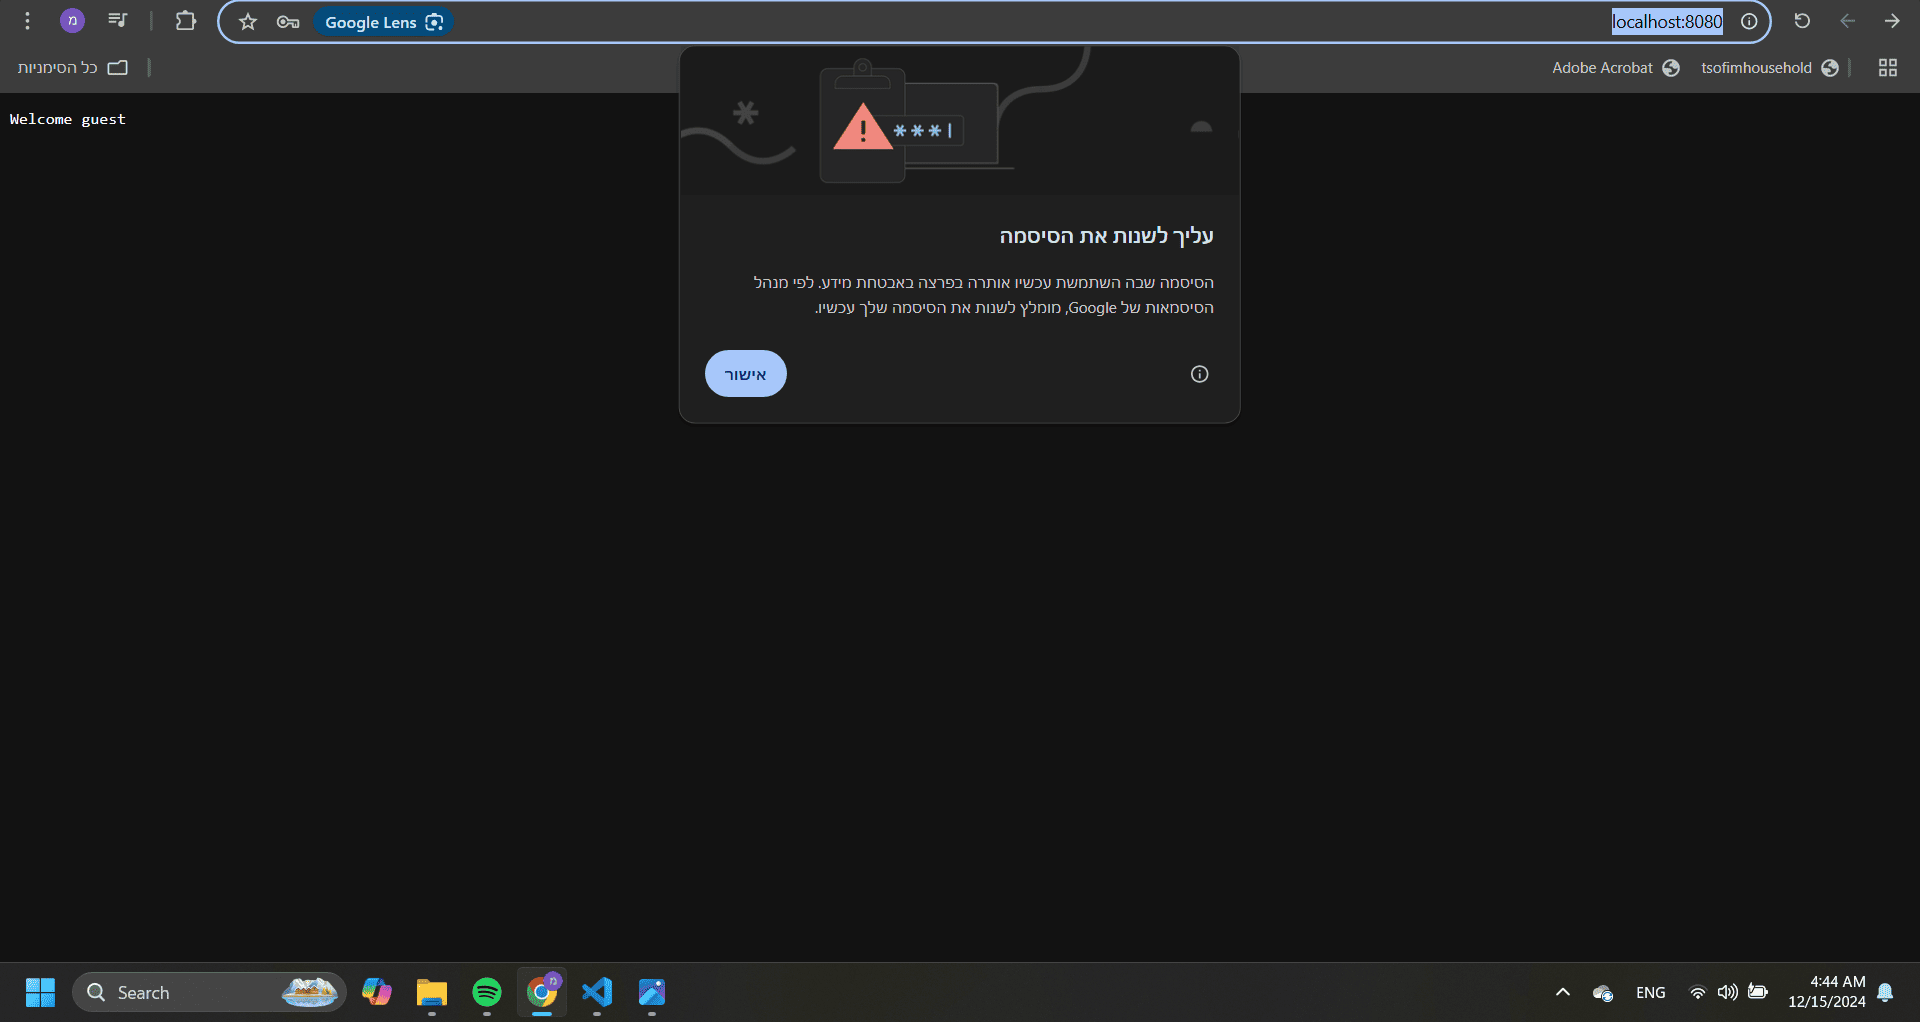 מ
Google Lens
localhost:8080
כל הסימניות
Adobe Acrobat
tsofimhousehold
Welcome guest
***|
עליך לשנות את הסיסמה
הסיסמה שבה השתמשת עכשיו אותרה בפרצה באבטחת מידע. לפי מנהל
הסיסמאות של Google, מומלץ לשנות את הסיסמה שלך עכשיו.
אישור
Search
מ
ENG
4:44 AM
12/15/2024